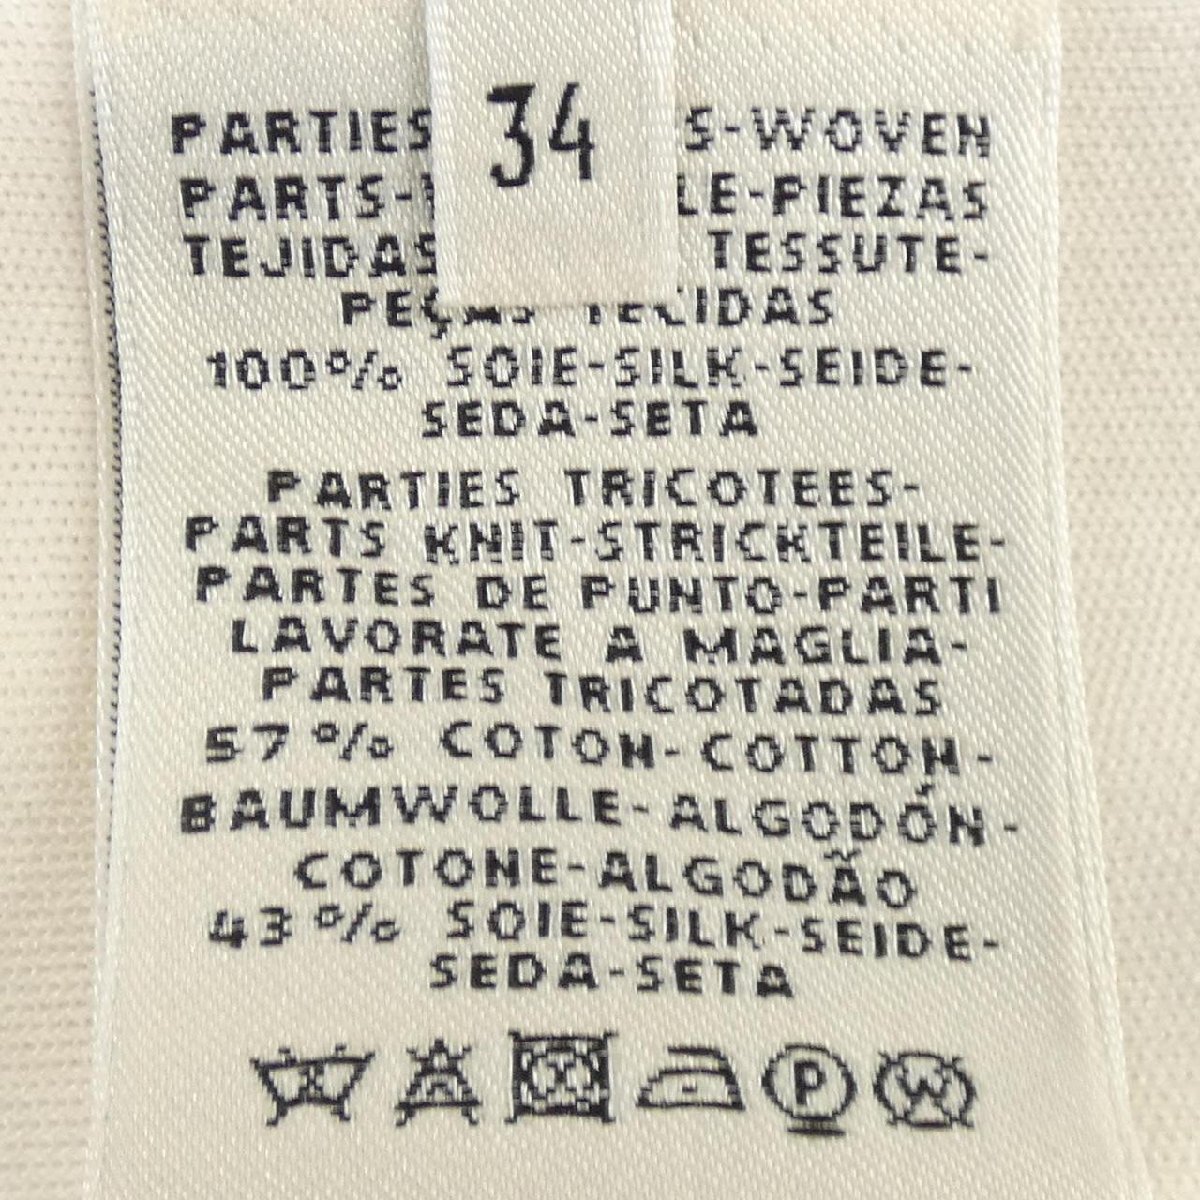 34
PARTIES S-WOVEN
PARTS- LE-PIEZAS
TEJIDAS TESSUTE-
PEÇAS TECIDAS
100% SOIE-SILK-SEIDE-
SEDA-SETA
PARTIES TRICOTEES-
PARTS KNIT-STRICKTEILE-
PARTES DE PUNTO-PARTI
LAVORATE A MAGLIA-
PARTES TRICOTADAS
57% COTON-COTTON-
BAUMWOLLE-ALGODÓN-
COTONE-ALGODÃO
43% SOIE-SILK-SEIDE-
SEDA-SETA
P W